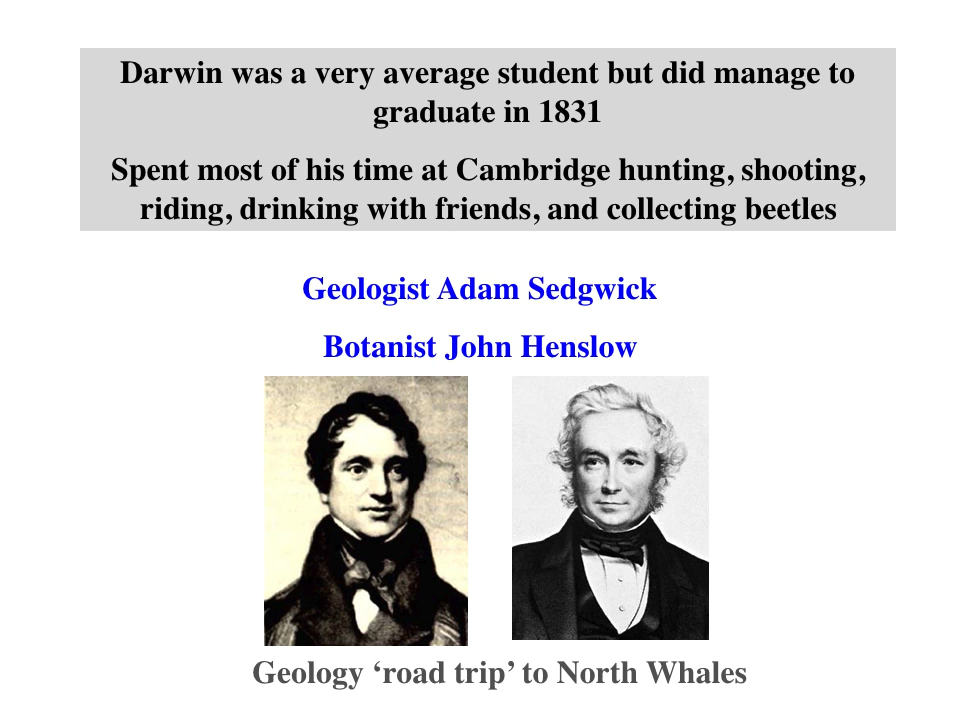 Darwin was a very average student but did manage to
graduate in 1831
Spent most of his time at Cambridge hunting, shooting,
riding, drinking with friends, and collecting beetles
Geologist Adam Sedgwick
Botanist John Henslow
Geology ‘road trip’ to North Whales